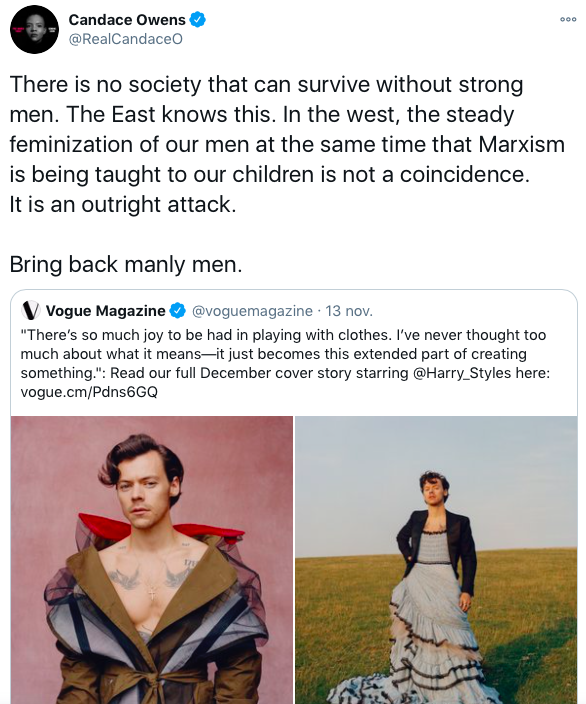 Candace Owens
@RealCandaceO
There is no society that can survive without strong
men. The East knows this. In the west, the steady
feminization of our men at the same time that Marxism
is being taught to our children is not a coincidence.
It is an outright attack.
Bring back manly men.
Vogue Magazine @voguemagazine · 13 nov.
"There's so much joy to be had in playing with clothes. I've never thought too
much about what it means—it just becomes this extended part of creating
something.": Read our full December cover story starring @Harry_Styles here:
vogue.cm/Pdns6GQ